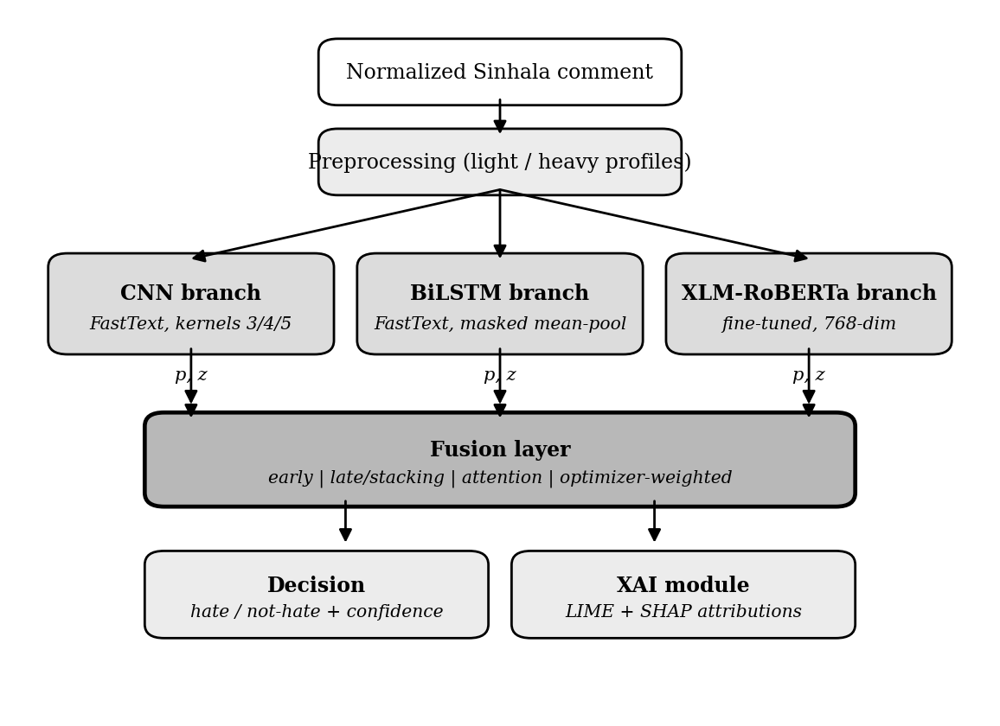 Normalized Sinhala comment
Preprocessing (light / heavy profiles)
CNN branch
FastText, kernels 3/4/5
BiLSTM branch
FastText, masked mean-pool
XLM-RoBERTa branch
fine-tuned, 768-dim
p, z
p, z
p, z
Fusion layer
early | late/stacking | attention | optimizer-weighted
Decision
hate / not-hate + confidence
XAI module
LIME + SHAP attributions